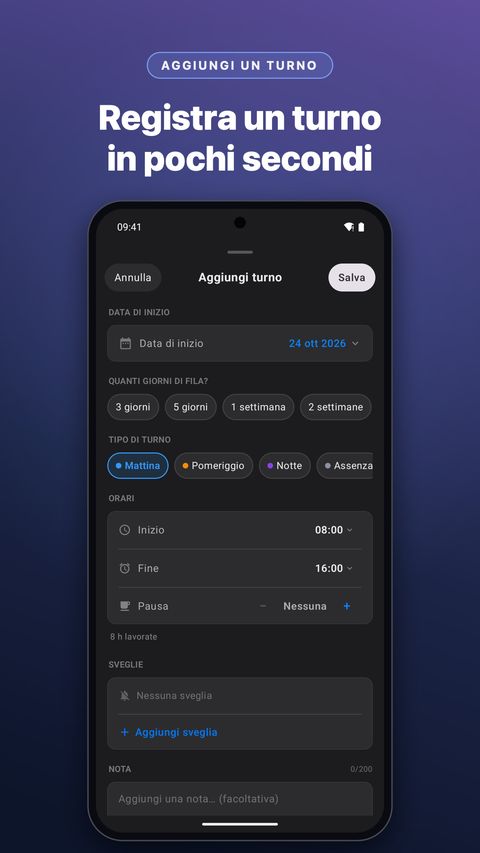 AGGIUNGI UN TURNO
Registra un turno
in pochi secondi
09:41
Annulla
Aggiungi turno
Salva
DATA DI INIZIO
Data di inizio
24 ott 2026
QUANTI GIORNI DI FILA?
3 giorni
5 giorni
1 settimana
2 settimane
TIPO DI TURNO
Mattina
Pomeriggio
Notte
Assenza
ORARI
Inizio
08:00
Fine
16:00
Pausa
− Nessuna +
8 h lavorate
SVEGLIE
Nessuna sveglia
+ Aggiungi sveglia
NOTA
0/200
Aggiungi una nota… (facoltativa)